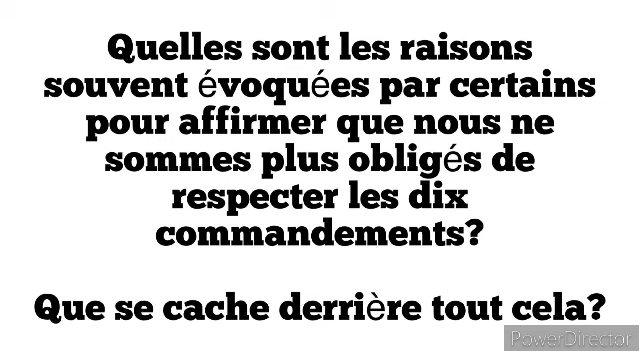 Quelles sont les raisons
souvent évoquées par certains
pour affirmer que nous ne
sommes plus obligés de
respecter les dix
commandements?
Que se cache derrière tout cela?
PowerDirector